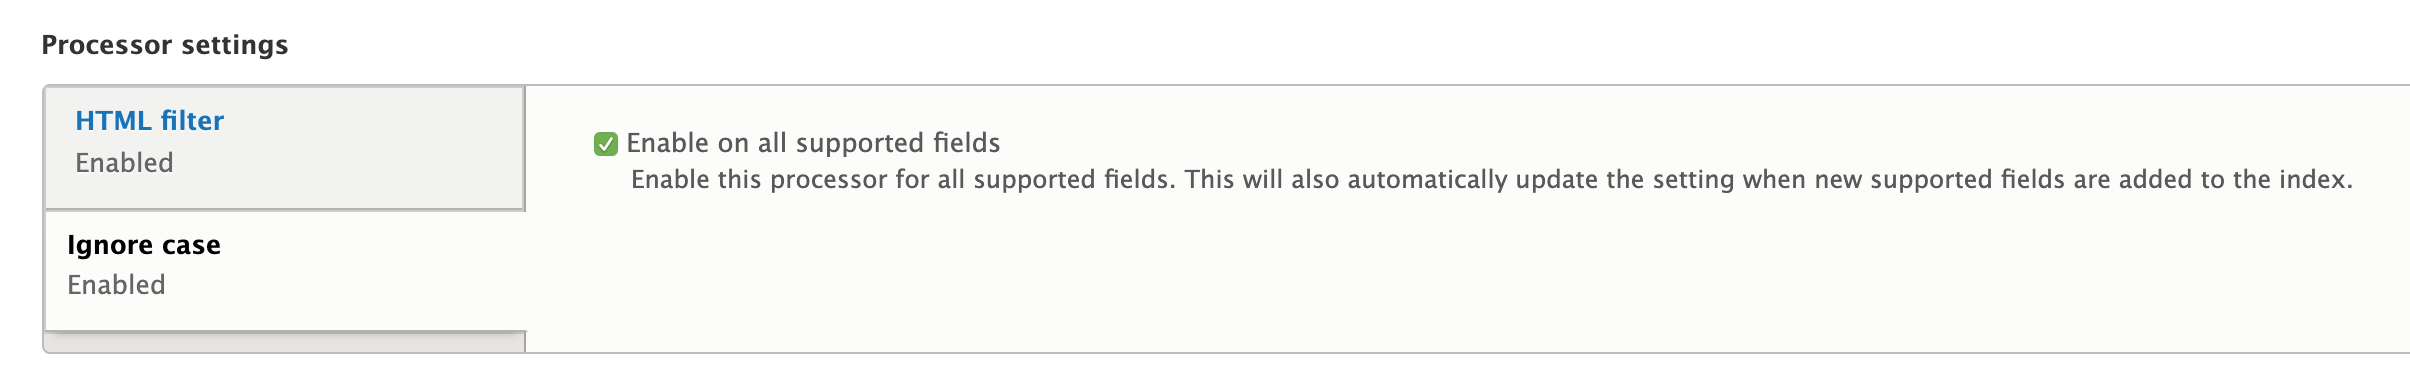 Processor settings
HTML filter
Enabled
Ignore case
Enabled
Enable on all supported fields
Enable this processor for all supported fields. This will also automatically update the setting when new supported fields are added to the index.